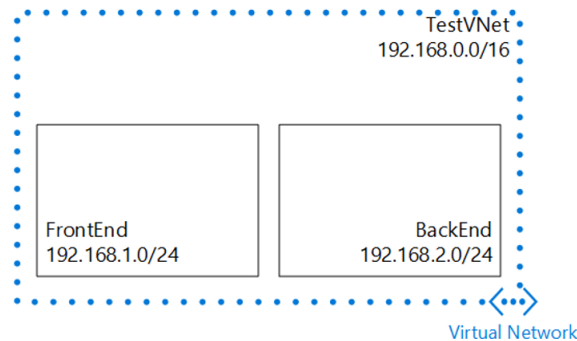 TestVNet
192.168.0.0/16
FrontEnd
192.168.1.0/24
BackEnd
192.168.2.0/24
Virtual Network